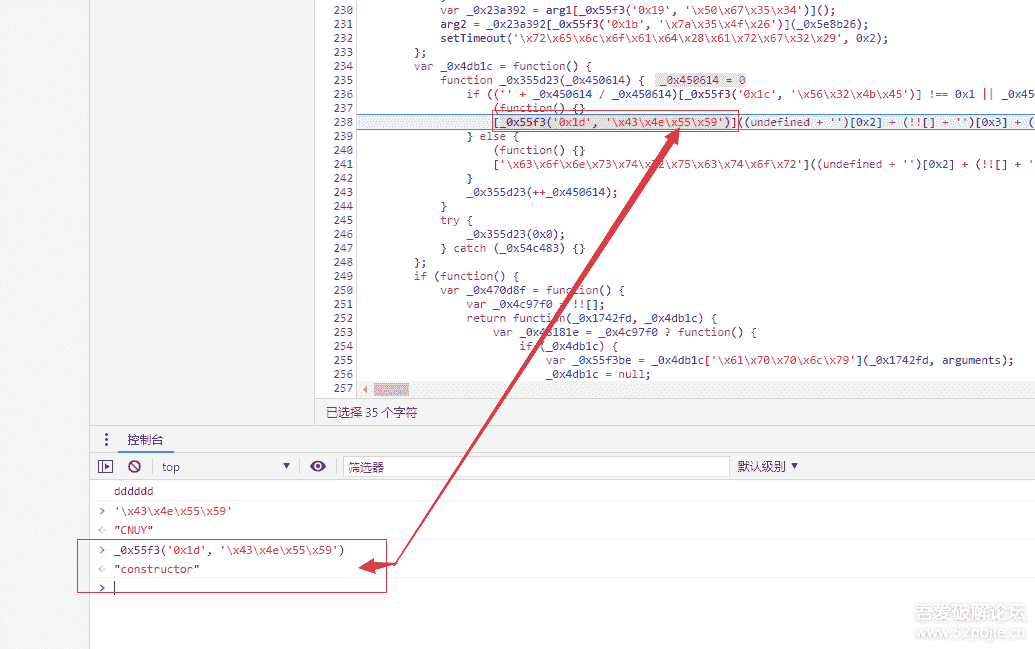 230 var _0x23a392 = arg1[_0x55f3('0x19', '\x50\x67\x35\x34')]();
231 arg2 = _0x23a392[_0x55f3('0x1b', '\x7a\x35\x4f\x26')](_0x5e8b26);
232 setTimeout('\x72\x65\x6c\x6f\x61\x64\x28\x61\x72\x67\x32\x29', 0x2);
233 };
234 var _0x4db1c = function() {
235 function _0x355d23(_0x450614) { _0x450614 = 0
236 if (('' + _0x450614 / _0x450614)[_0x55f3('0x1c', '\x56\x32\x4b\x45')] !== 0x1 || _0x450
237 (function() {}
238 [_0x55f3('0x1d', '\x43\x4e\x55\x59')]((undefined + '')[0x2] + (!![] + '')[0x3] + (
239 } else {
240 (function() {}
241 ['\x63\x6f\x6e\x73\x74\x72\x75\x63\x74\x6f\x72']((undefined + '')[0x2] + (!![] + '
242 }
243 _0x355d23(++_0x450614);
244 }
245 try {
246 _0x355d23(0x0);
247 } catch (_0x54c483) {}
248 };
249 if (function() {
250 var _0x470d8f = function() {
251 var _0x4c97f0 = !![];
252 return function(_0x1742fd, _0x4db1c) {
253 var _0x48181e = _0x4c97f0 ? function() {
254 if (_0x4db1c) {
255 var _0x55f3be = _0x4db1c['\x61\x70\x70\x6c\x79'](_0x1742fd, arguments);
256 _0x4db1c = null;
257
已选择 35 个字符
控制台
top 筛选器 默认级别
dddddd
> '\x43\x4e\x55\x59'
"CNUY"
> _0x55f3('0x1d', '\x43\x4e\x55\x59')
"constructor"
>
吾爱破解论坛
www.52pojie.cn